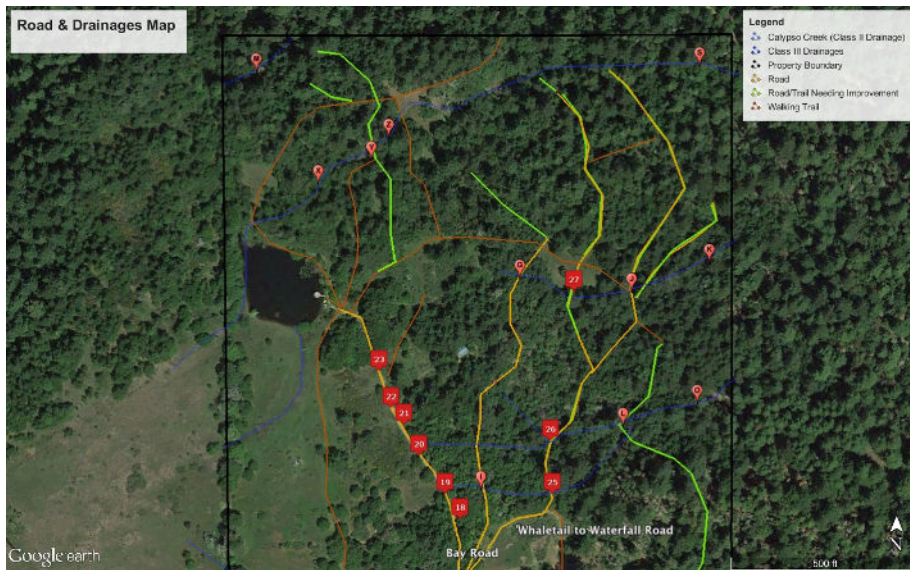 Road & Drainages Map
Legend
Calypso Creek (Class II Drainage)
Class III Drainages
Property Boundary
Road
Road/Trail Needing Improvement
Walking Trail
M
S
Z
Y
X
K
27
23
22
21
20
26
L
19
25
18
'Whaletail to Waterfall Road
Bay Road
Google earth
N
500 ft